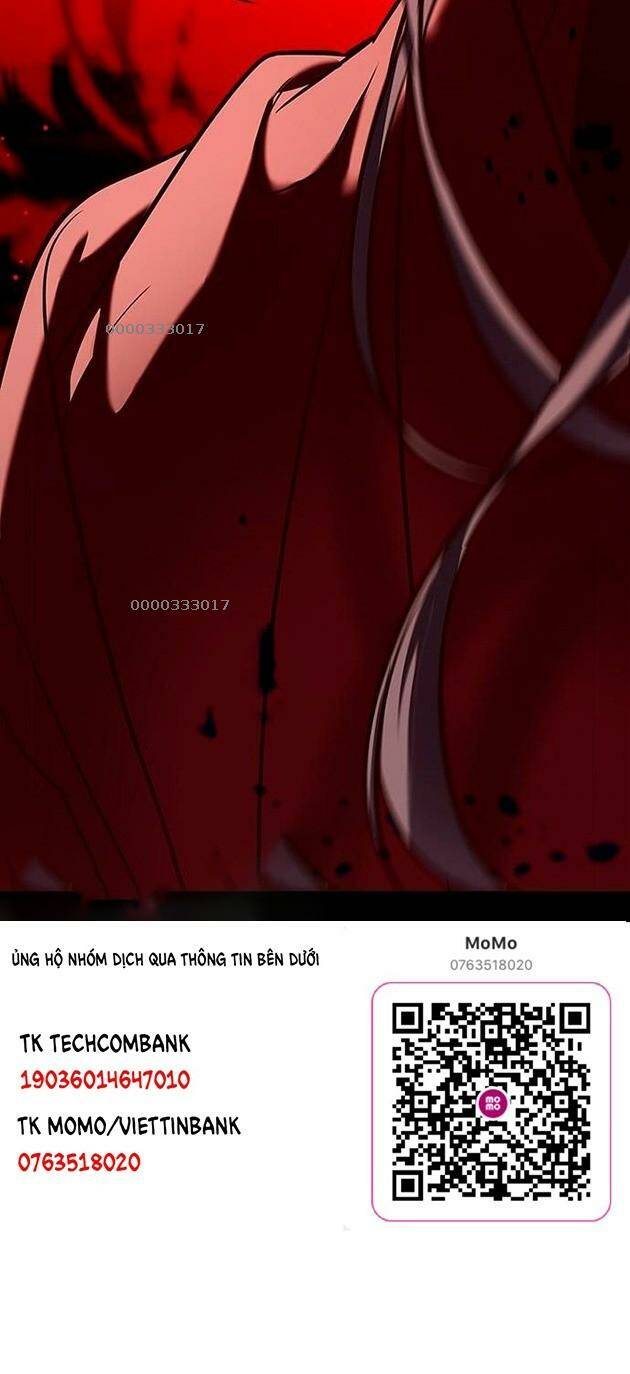 0000333017
0000333017
ỦNG HỘ NHÓM DỊCH QUA THÔNG TIN BÊN DƯỚI
TK TECHCOMBANK
19036014647010
TK MOMO/VIETTINBANK
0763518020
MoMo
0763518020
mo
mo